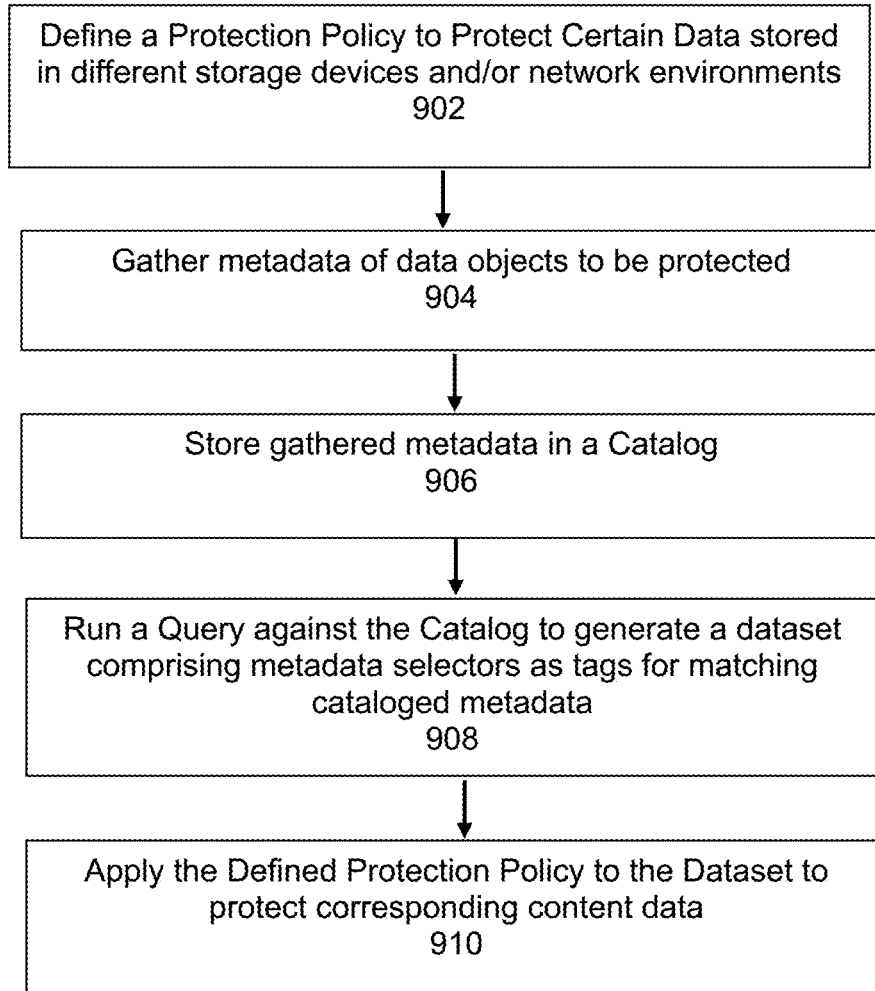 Define a Protection Policy to Protect Certain Data stored
in different storage devices and/or network environments
902
Gather metadata of data objects to be protected
904
Store gathered metadata in a Catalog
906
Run a Query against the Catalog to generate a dataset
comprising metadata selectors as tags for matching
cataloged metadata
908
Apply the Defined Protection Policy to the Dataset to
protect corresponding content data
910